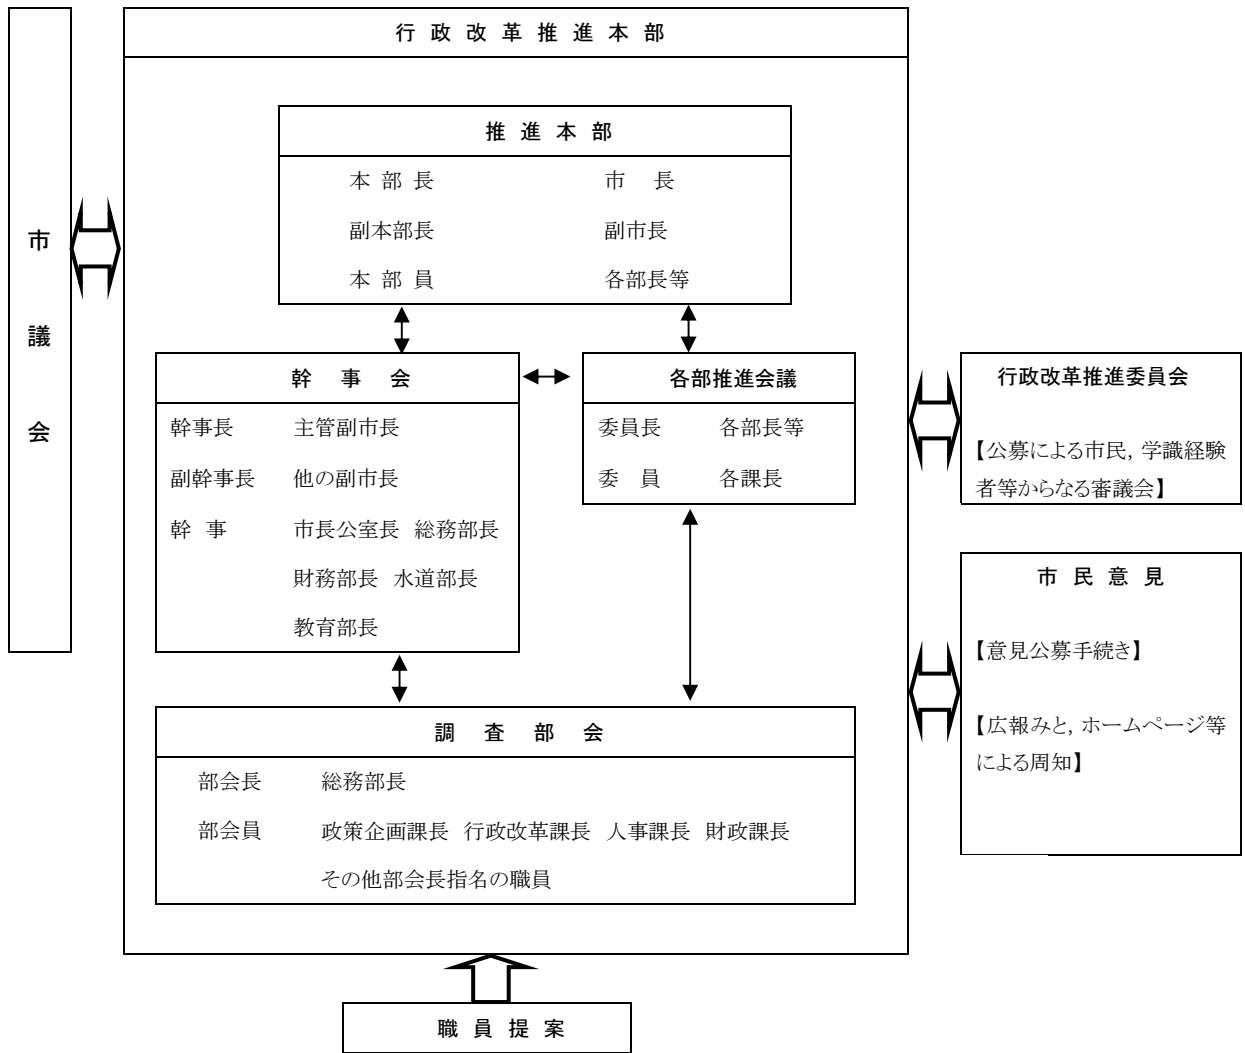 市議会
行政改革推進本部
推進本部
本部長 市長
副本部長 副市長
本部員 各部長等
幹事会
幹事長 主管副市長
副幹事長 他の副市長
幹事 市長公室長 総務部長
財務部長 水道部長
教育部長
各部推進会議
委員長 各部長等
委員 各課長
調査部会
部会長 総務部長
部会員 政策企画課長 行政改革課長 人事課長 財政課長
その他部会長指名の職員
行政改革推進委員会
【公募による市民，学識経験
者等からなる審議会】
市民意見
【意見公募手続き】
【広報みと，ホームページ等
による周知】
職員提案